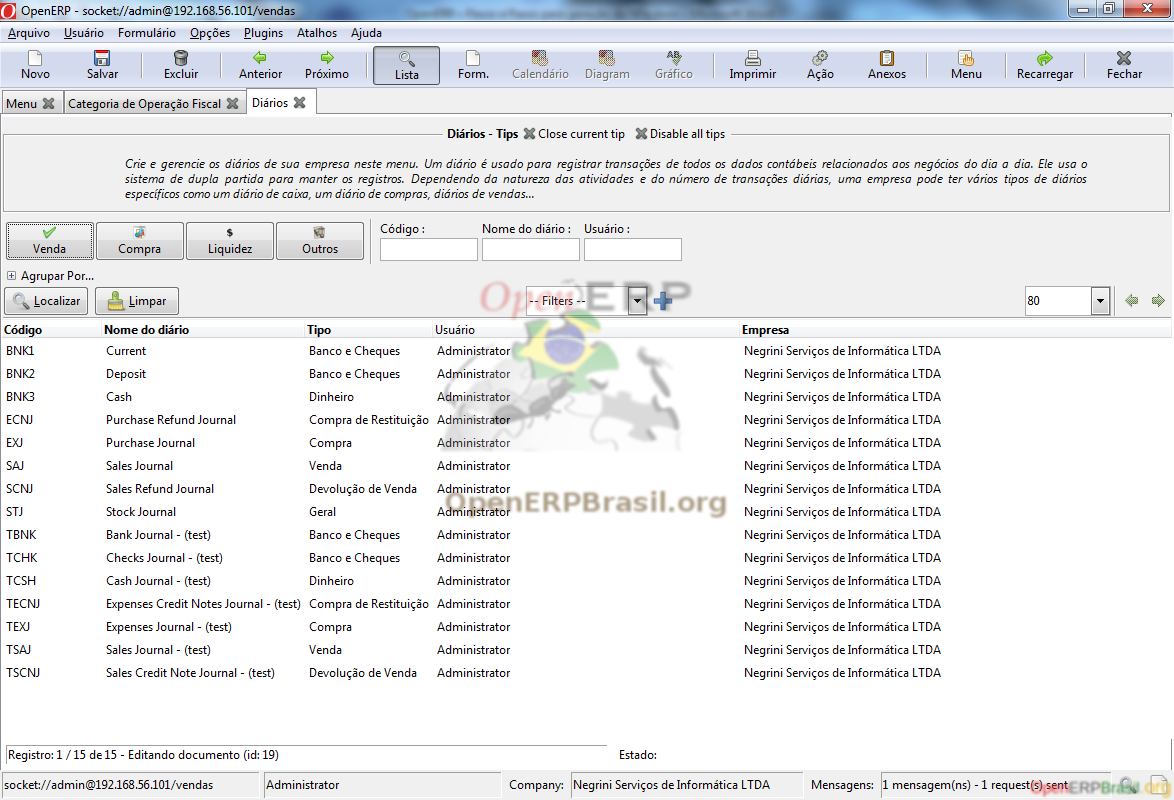 OpenERP - socket://admin@192.168.56.101/vendas
Arquivo Usuário Formulário Opções Plugins Atalhos Ajuda
Novo Salvar Excluir Anterior Próximo Lista Form. Calendário Diagram Gráfico Imprimir Ação Anexos Menu Recarregar Fechar
Menu Categoria de Operação Fiscal Diários
Diários - Tips Close current tip Disable all tips
Crie e gerencie os diários de sua empresa neste menu. Um diário é usado para registrar transações de todos os dados contábeis relacionados aos negócios do dia a dia. Ele usa o
sistema de dupla partida para manter os registros. Dependendo da natureza das atividades e do número de transações diárias, uma empresa pode ter vários tipos de diários
específicos como um diário de caixa, um diário de compras, diários de vendas...
Venda Compra Liquidez Outros
Código : Nome do diário : Usuário :
Agrupar Por...
Localizar Limpar -- Filters -- 80
OpenERP
Código Nome do diário Tipo Usuário Empresa
BNK1 Current Banco e Cheques Administrator Negrini Serviços de Informática LTDA
BNK2 Deposit Banco e Cheques Administrator Negrini Serviços de Informática LTDA
BNK3 Cash Dinheiro Administrator Negrini Serviços de Informática LTDA
ECNJ Purchase Refund Journal Compra de Restituição Administrator Negrini Serviços de Informática LTDA
EXJ Purchase Journal Compra Administrator Negrini Serviços de Informática LTDA
SAJ Sales Journal Venda Administrator Negrini Serviços de Informática LTDA
SCNJ Sales Refund Journal Devolução de Venda Administrator Negrini Serviços de Informática LTDA
OpenERPBrasil.org
STJ Stock Journal Geral Administrator Negrini Serviços de Informática LTDA
TBNK Bank Journal - (test) Banco e Cheques Administrator Negrini Serviços de Informática LTDA
TCHK Checks Journal - (test) Banco e Cheques Administrator Negrini Serviços de Informática LTDA
TCSH Cash Journal - (test) Dinheiro Administrator Negrini Serviços de Informática LTDA
TECNJ Expenses Credit Notes Journal - (test) Compra de Restituição Administrator Negrini Serviços de Informática LTDA
TEXJ Expenses Journal - (test) Compra Administrator Negrini Serviços de Informática LTDA
TSAJ Sales Journal - (test) Venda Administrator Negrini Serviços de Informática LTDA
TSCNJ Sales Credit Note Journal - (test) Devolução de Venda Administrator Negrini Serviços de Informática LTDA
Registro: 1 / 15 de 15 - Editando documento (id: 19) Estado:
socket://admin@192.168.56.101/vendas Administrator Company: Negrini Serviços de Informática LTDA Mensagens: 1 mensagem(ns) - 1 request(s) sent
OpenERPBrasil.org